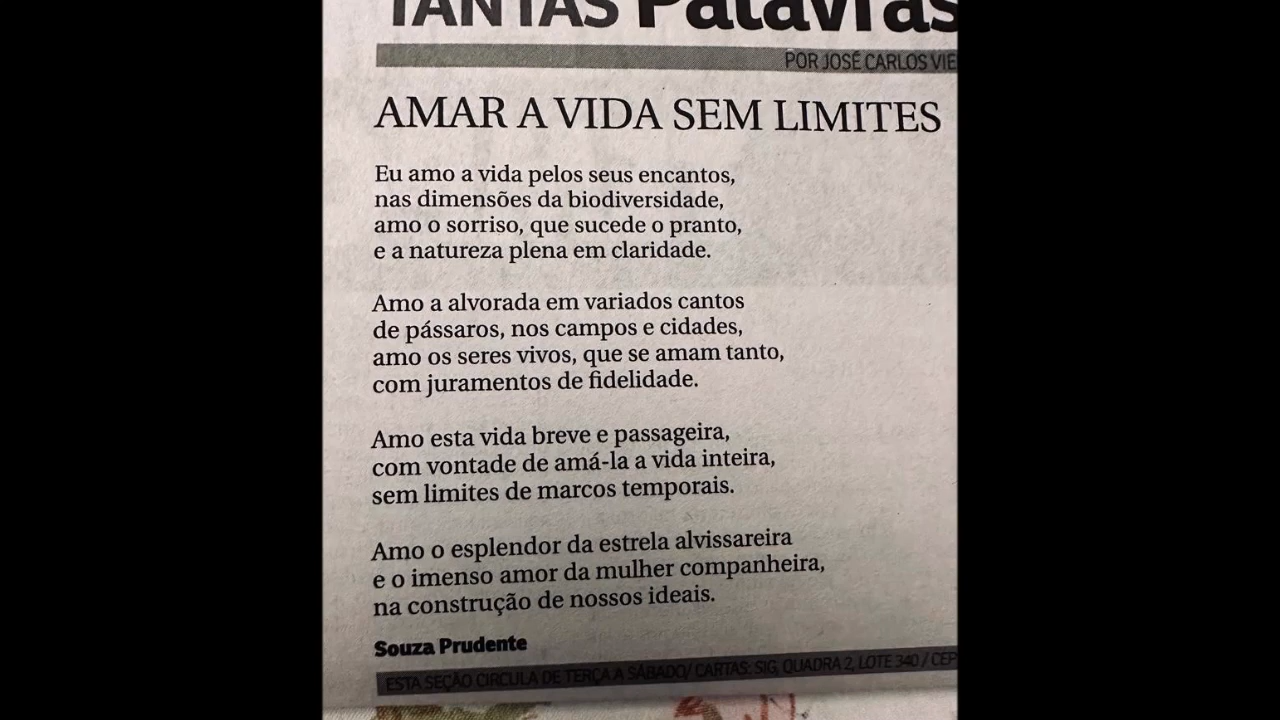 TANTAS Palavras
POR JOSÉ CARLOS VIE
AMAR A VIDA SEM LIMITES
Eu amo a vida pelos seus encantos,
nas dimensões da biodiversidade,
amo o sorriso, que sucede o pranto,
e a natureza plena em claridade.
Amo a alvorada em variados cantos
de pássaros, nos campos e cidades,
amo os seres vivos, que se amam tanto,
com juramentos de fidelidade.
Amo esta vida breve e passageira,
com vontade de amá-la a vida inteira,
sem limites de marcos temporais.
Amo o esplendor da estrela alvissareira
e o imenso amor da mulher companheira,
na construção de nossos ideais.
Souza Prudente
ESTA SEÇÃO CIRCULA DE TERÇA A SÁBADO/ CARTAS: SIG, QUADRA 2, LOTE 340 / CEP